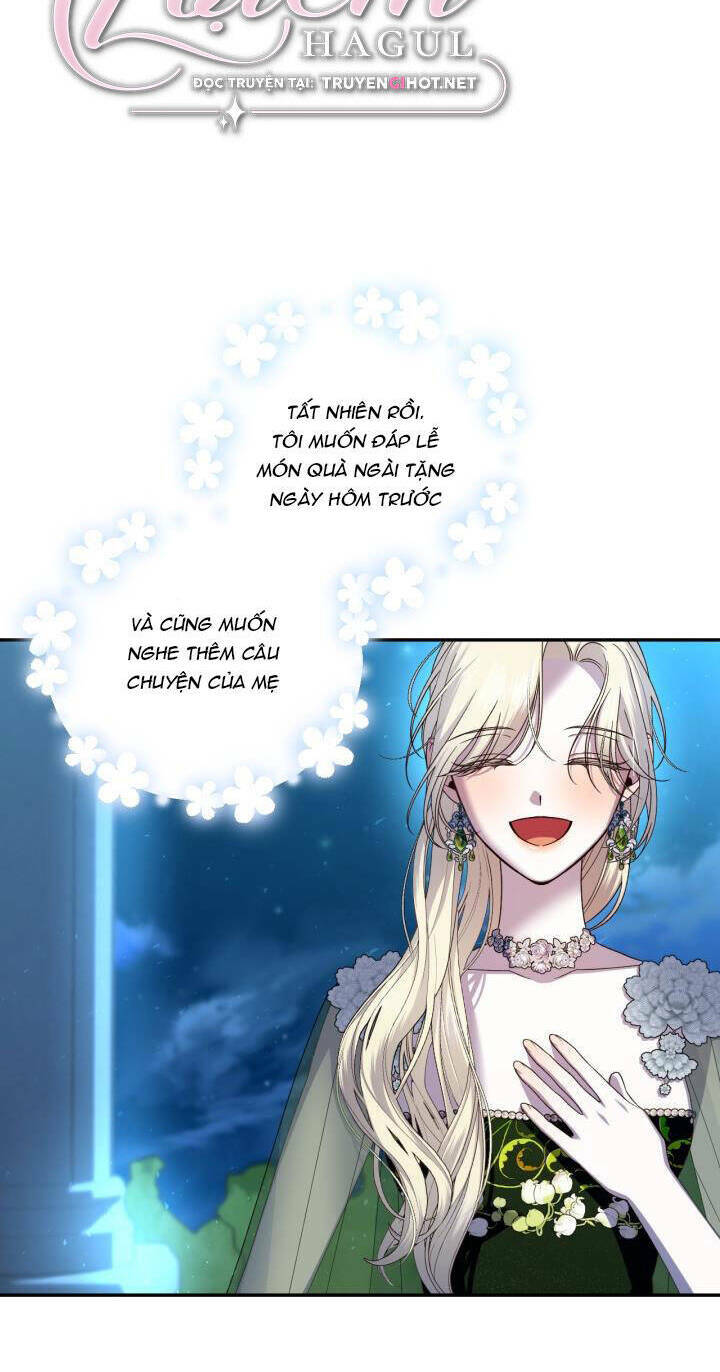 HAGUL
ĐỌC TRUYỆN TẠI: TRUYENGIHOT.NET
TẤT NHIÊN RỒI.
TÔI MUỐN ĐÁP LỄ
MÓN QUÀ NGÀI TẶNG
NGÀY HÔM TRƯỚC
VÀ CŨNG MUỐN
NGHE THÊM CÂU
CHUYỆN CỦA MẸ